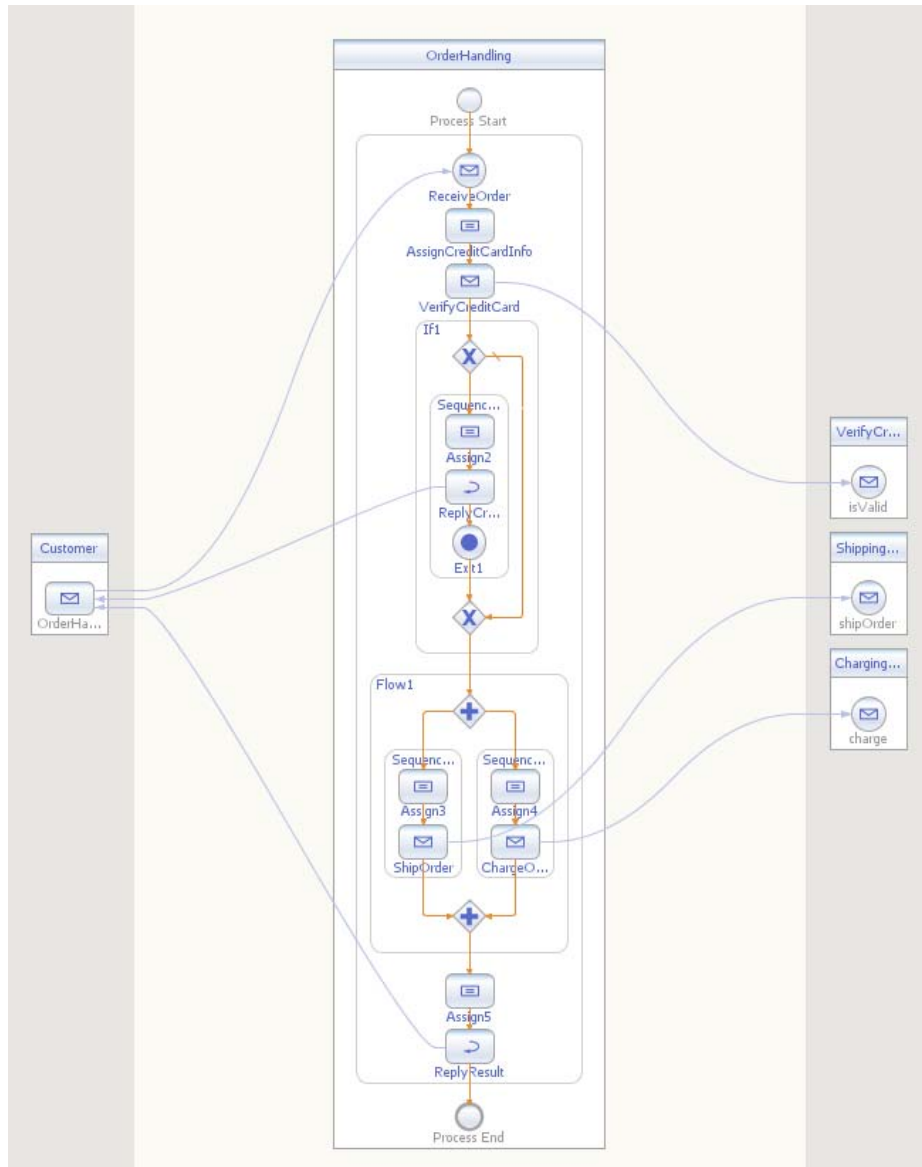 OrderHandling
Process Start
ReceiveOrder
AssignCreditCardInfo
VerifyCreditCard
If1
Sequenc...
Assign2
ReplyCr...
Exit1
Customer
OrderHa...
VerifyCr...
isValid
Shipping...
shipOrder
Charging...
charge
Flow1
Sequenc...
Assign3
ShipOrder
Sequenc...
Assign4
ChargeO...
Assign5
ReplyResult
Process End